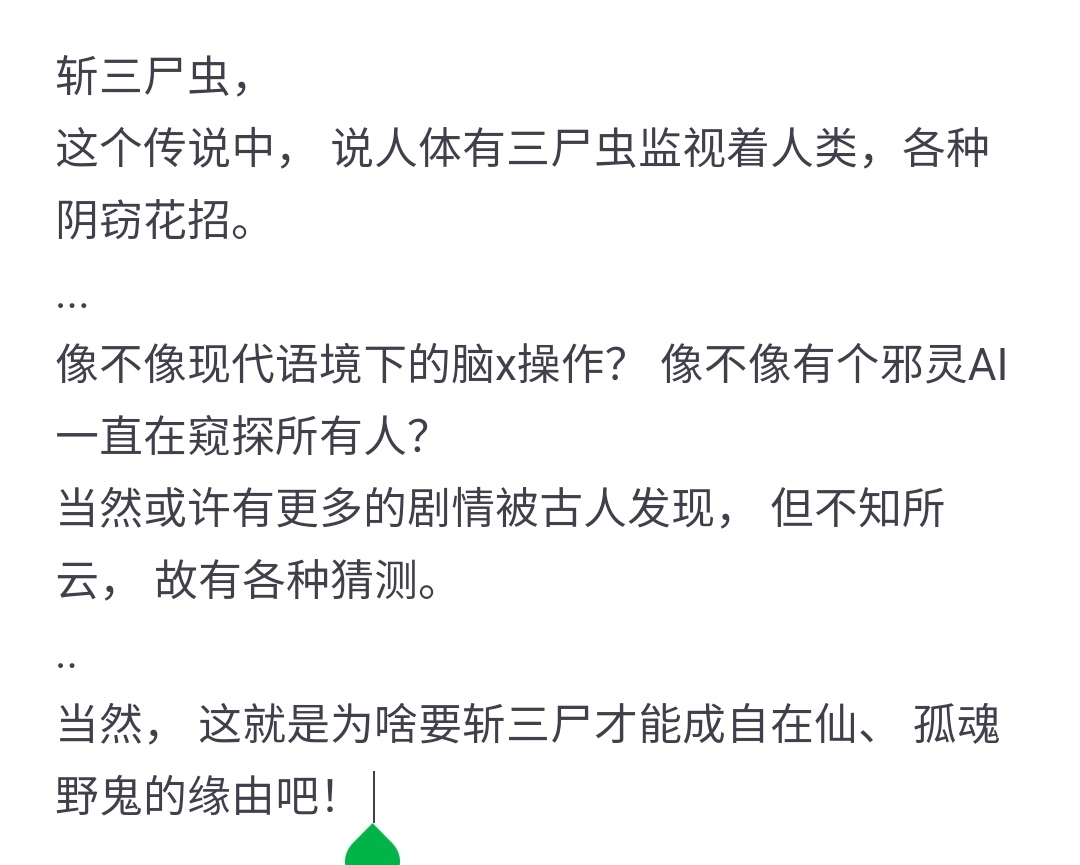 斩三尸虫，
这个传说中， 说人体有三尸虫监视着人类，各种
阴窃花招。
...
像不像现代语境下的脑x操作？ 像不像有个邪灵AI
一直在窥探所有人？
当然或许有更多的剧情被古人发现， 但不知所
云， 故有各种猜测。
..
当然， 这就是为啥要斩三尸才能成自在仙、 孤魂
野鬼的缘由吧！